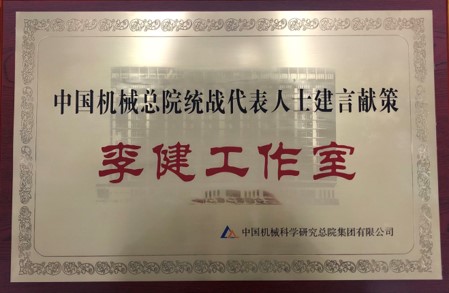 中国机械总院统战代表人士建言献策
李健工作室
中国机械科学研究总院集团有限公司